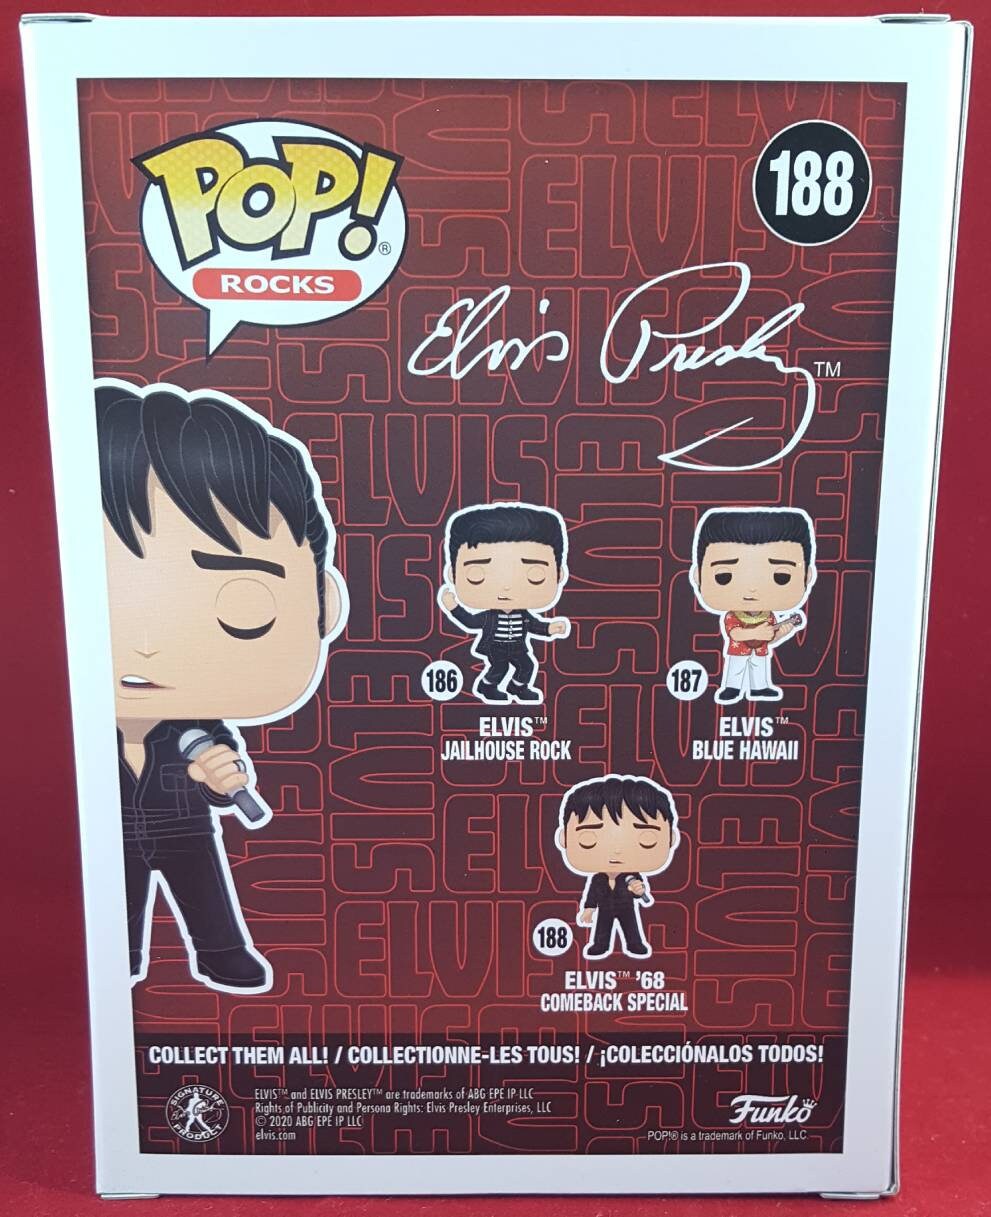 POP!®
ROCKS
188
Elvis Presley™
186
ELVIS™
JAILHOUSE ROCK
187
ELVIS™
BLUE HAWAII
188
ELVIS™ '68
COMEBACK SPECIAL
COLLECT THEM ALL! / COLLECTIONNE-LES TOUS! / ¡COLECCIÓNALOS TODOS!
SIGNATURE
PRODUCT
ELVIS™ and ELVIS PRESLEY™ are trademarks of ABG EPE IP LLC
Rights of Publicity and Persona Rights: Elvis Presley Enterprises, LLC
© 2020 ABG EPE IP LLC
elvis.com
Funko
POP!® is a trademark of Funko, LLC.